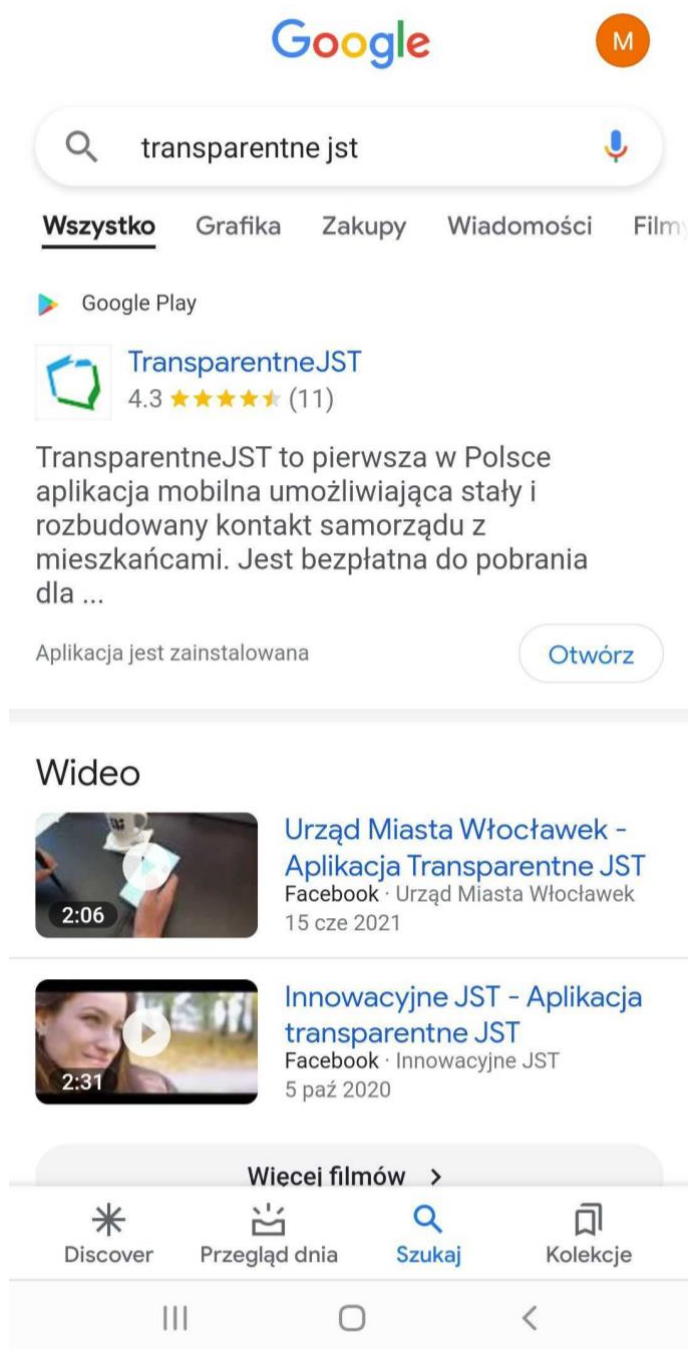 Google
M
transparentne jst
Wszystko Grafika Zakupy Wiadomości Filmy
Google Play
TransparentneJST
4.3 (11)
TransparentneJST to pierwsza w Polsce
aplikacja mobilna umożliwiająca stały i
rozbudowany kontakt samorządu z
mieszkańcami. Jest bezpłatna do pobrania
dla ...
Aplikacja jest zainstalowana
Otwórz
Wideo
Urząd Miasta Włocławek -
Aplikacja Transparentne JST
Facebook · Urząd Miasta Włocławek
15 cze 2021
2:06
Innowacyjne JST - Aplikacja
transparentne JST
Facebook · Innowacyjne JST
5 paź 2020
2:31
Więcej filmów >
Discover Przegląd dnia Szukaj Kolekcje